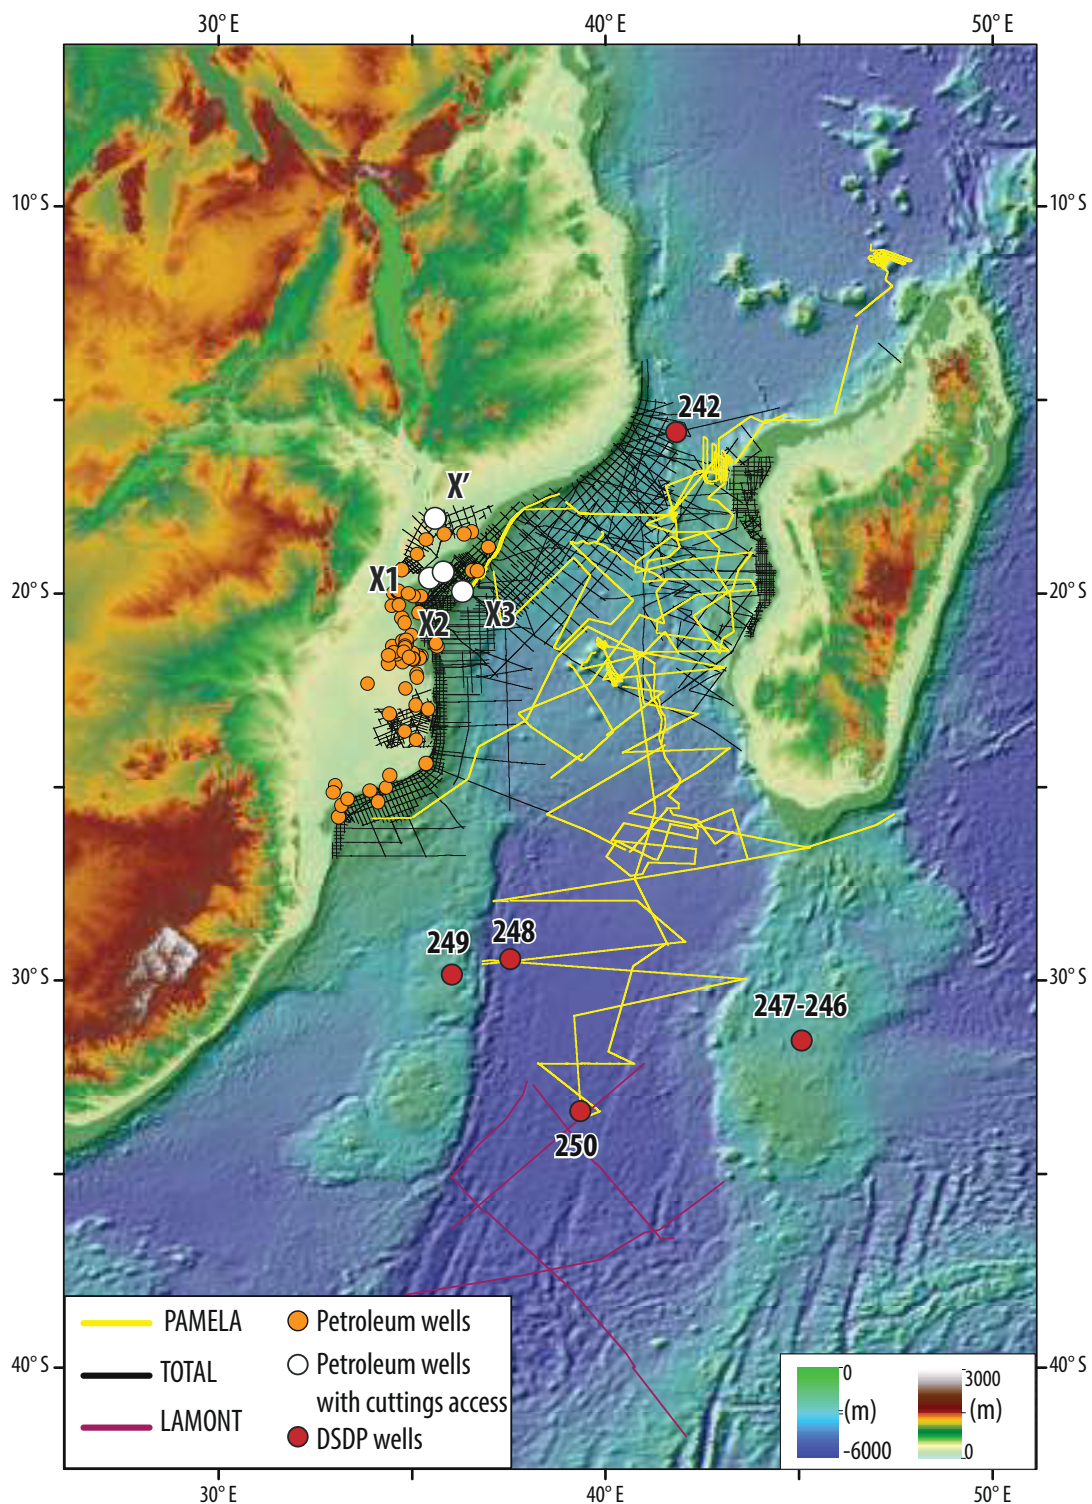 30° E 40° E 50° E
10° S 10° S
242
X'
X1
20° S 20° S
X2 X3
249 248
30° S 30° S
247-246
250
PAMELA Petroleum wells
TOTAL Petroleum wells
with cuttings access
LAMONT DSDP wells
40° S 40° S
0 3000
(m) (m)
-6000 0
30° E 40° E 50° E